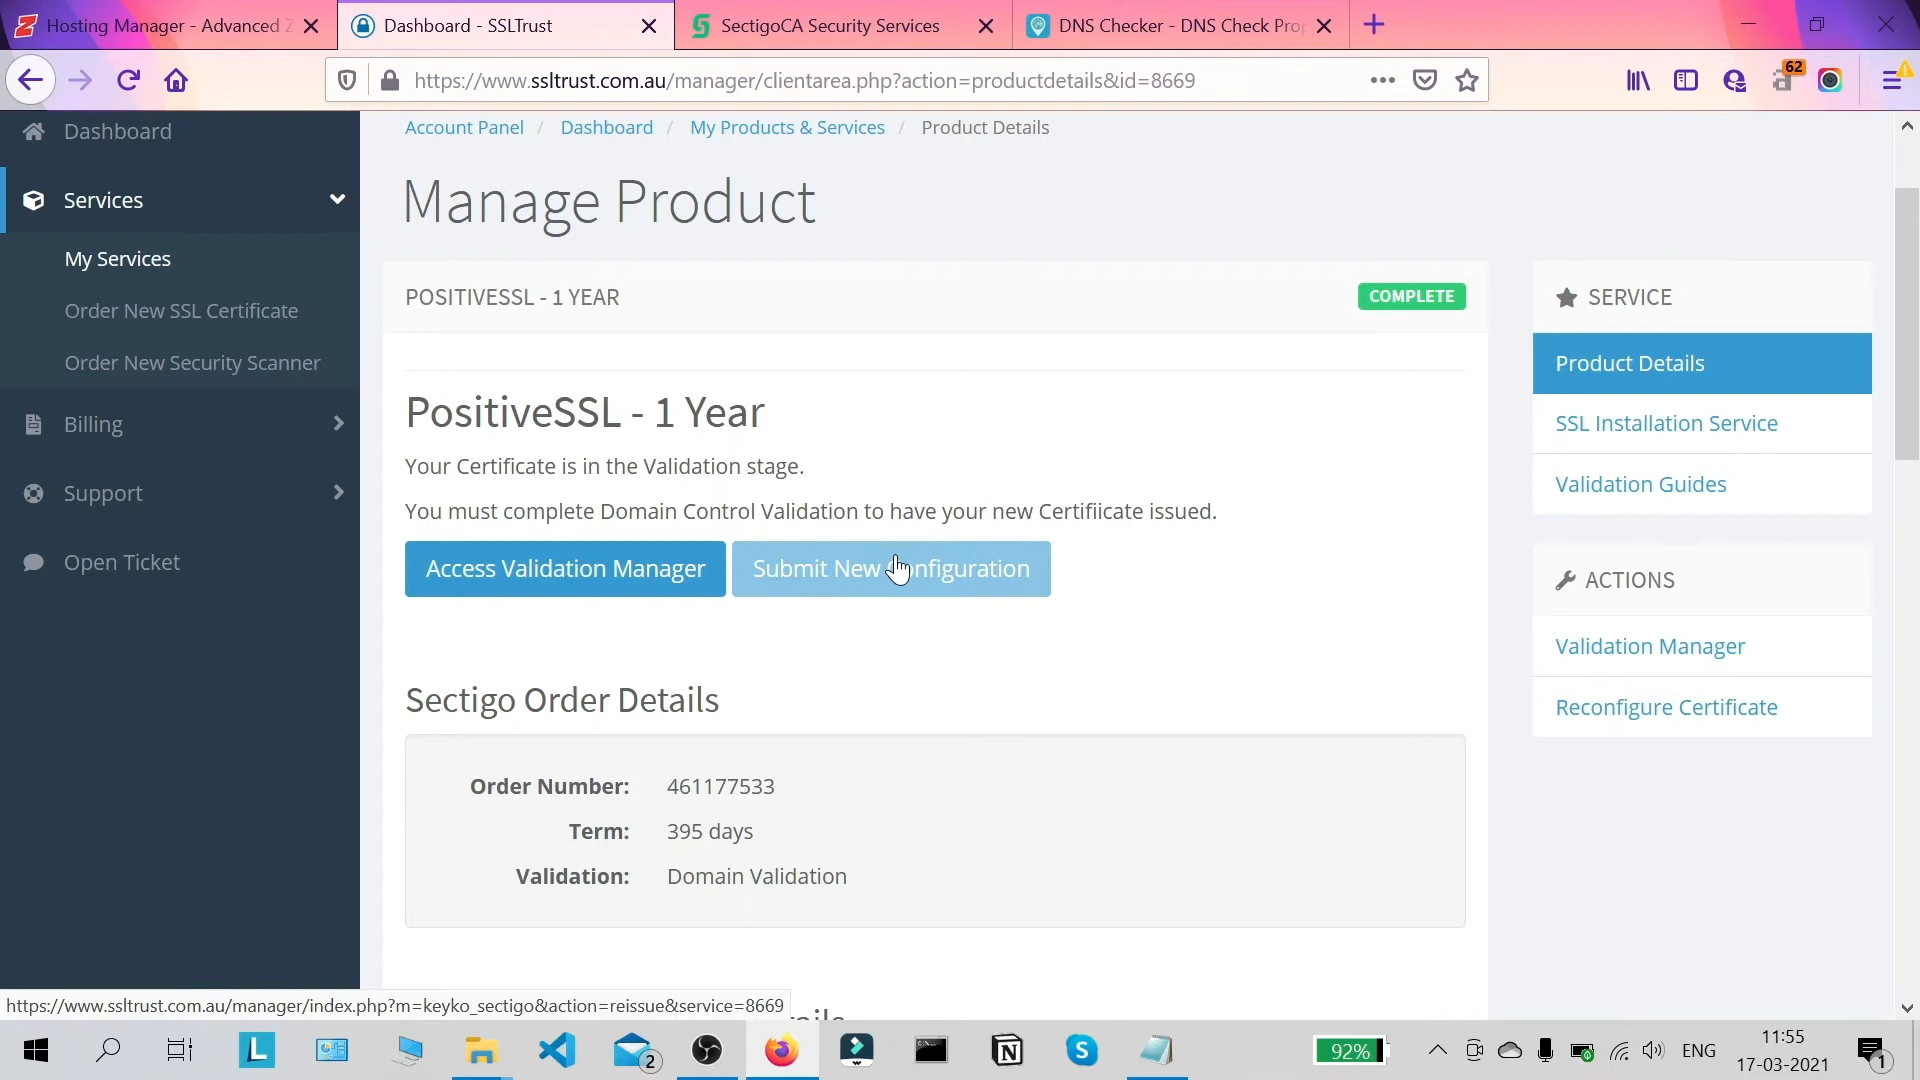 Hosting Manager - Advanced Z
Dashboard - SSLTrust
SectigoCA Security Services
DNS Checker - DNS Check Prop
https://www.ssltrust.com.au/manager/clientarea.php?action=productdetails&id=8669
62
Dashboard
Services
My Services
Order New SSL Certificate
Order New Security Scanner
Billing
Support
Open Ticket
Account Panel / Dashboard / My Products & Services / Product Details
Manage Product
POSITIVESSL - 1 YEAR
COMPLETE
PositiveSSL - 1 Year
Your Certificate is in the Validation stage.
You must complete Domain Control Validation to have your new Certifiicate issued.
Access Validation Manager
Submit New Configuration
Sectigo Order Details
Order Number: 461177533
Term: 395 days
Validation: Domain Validation
SERVICE
Product Details
SSL Installation Service
Validation Guides
ACTIONS
Validation Manager
Reconfigure Certificate
https://www.ssltrust.com.au/manager/index.php?m=keyko_sectigo&action=reissue&service=8669
L
2
N
S
92%
ENG
11:55
17-03-2021
1